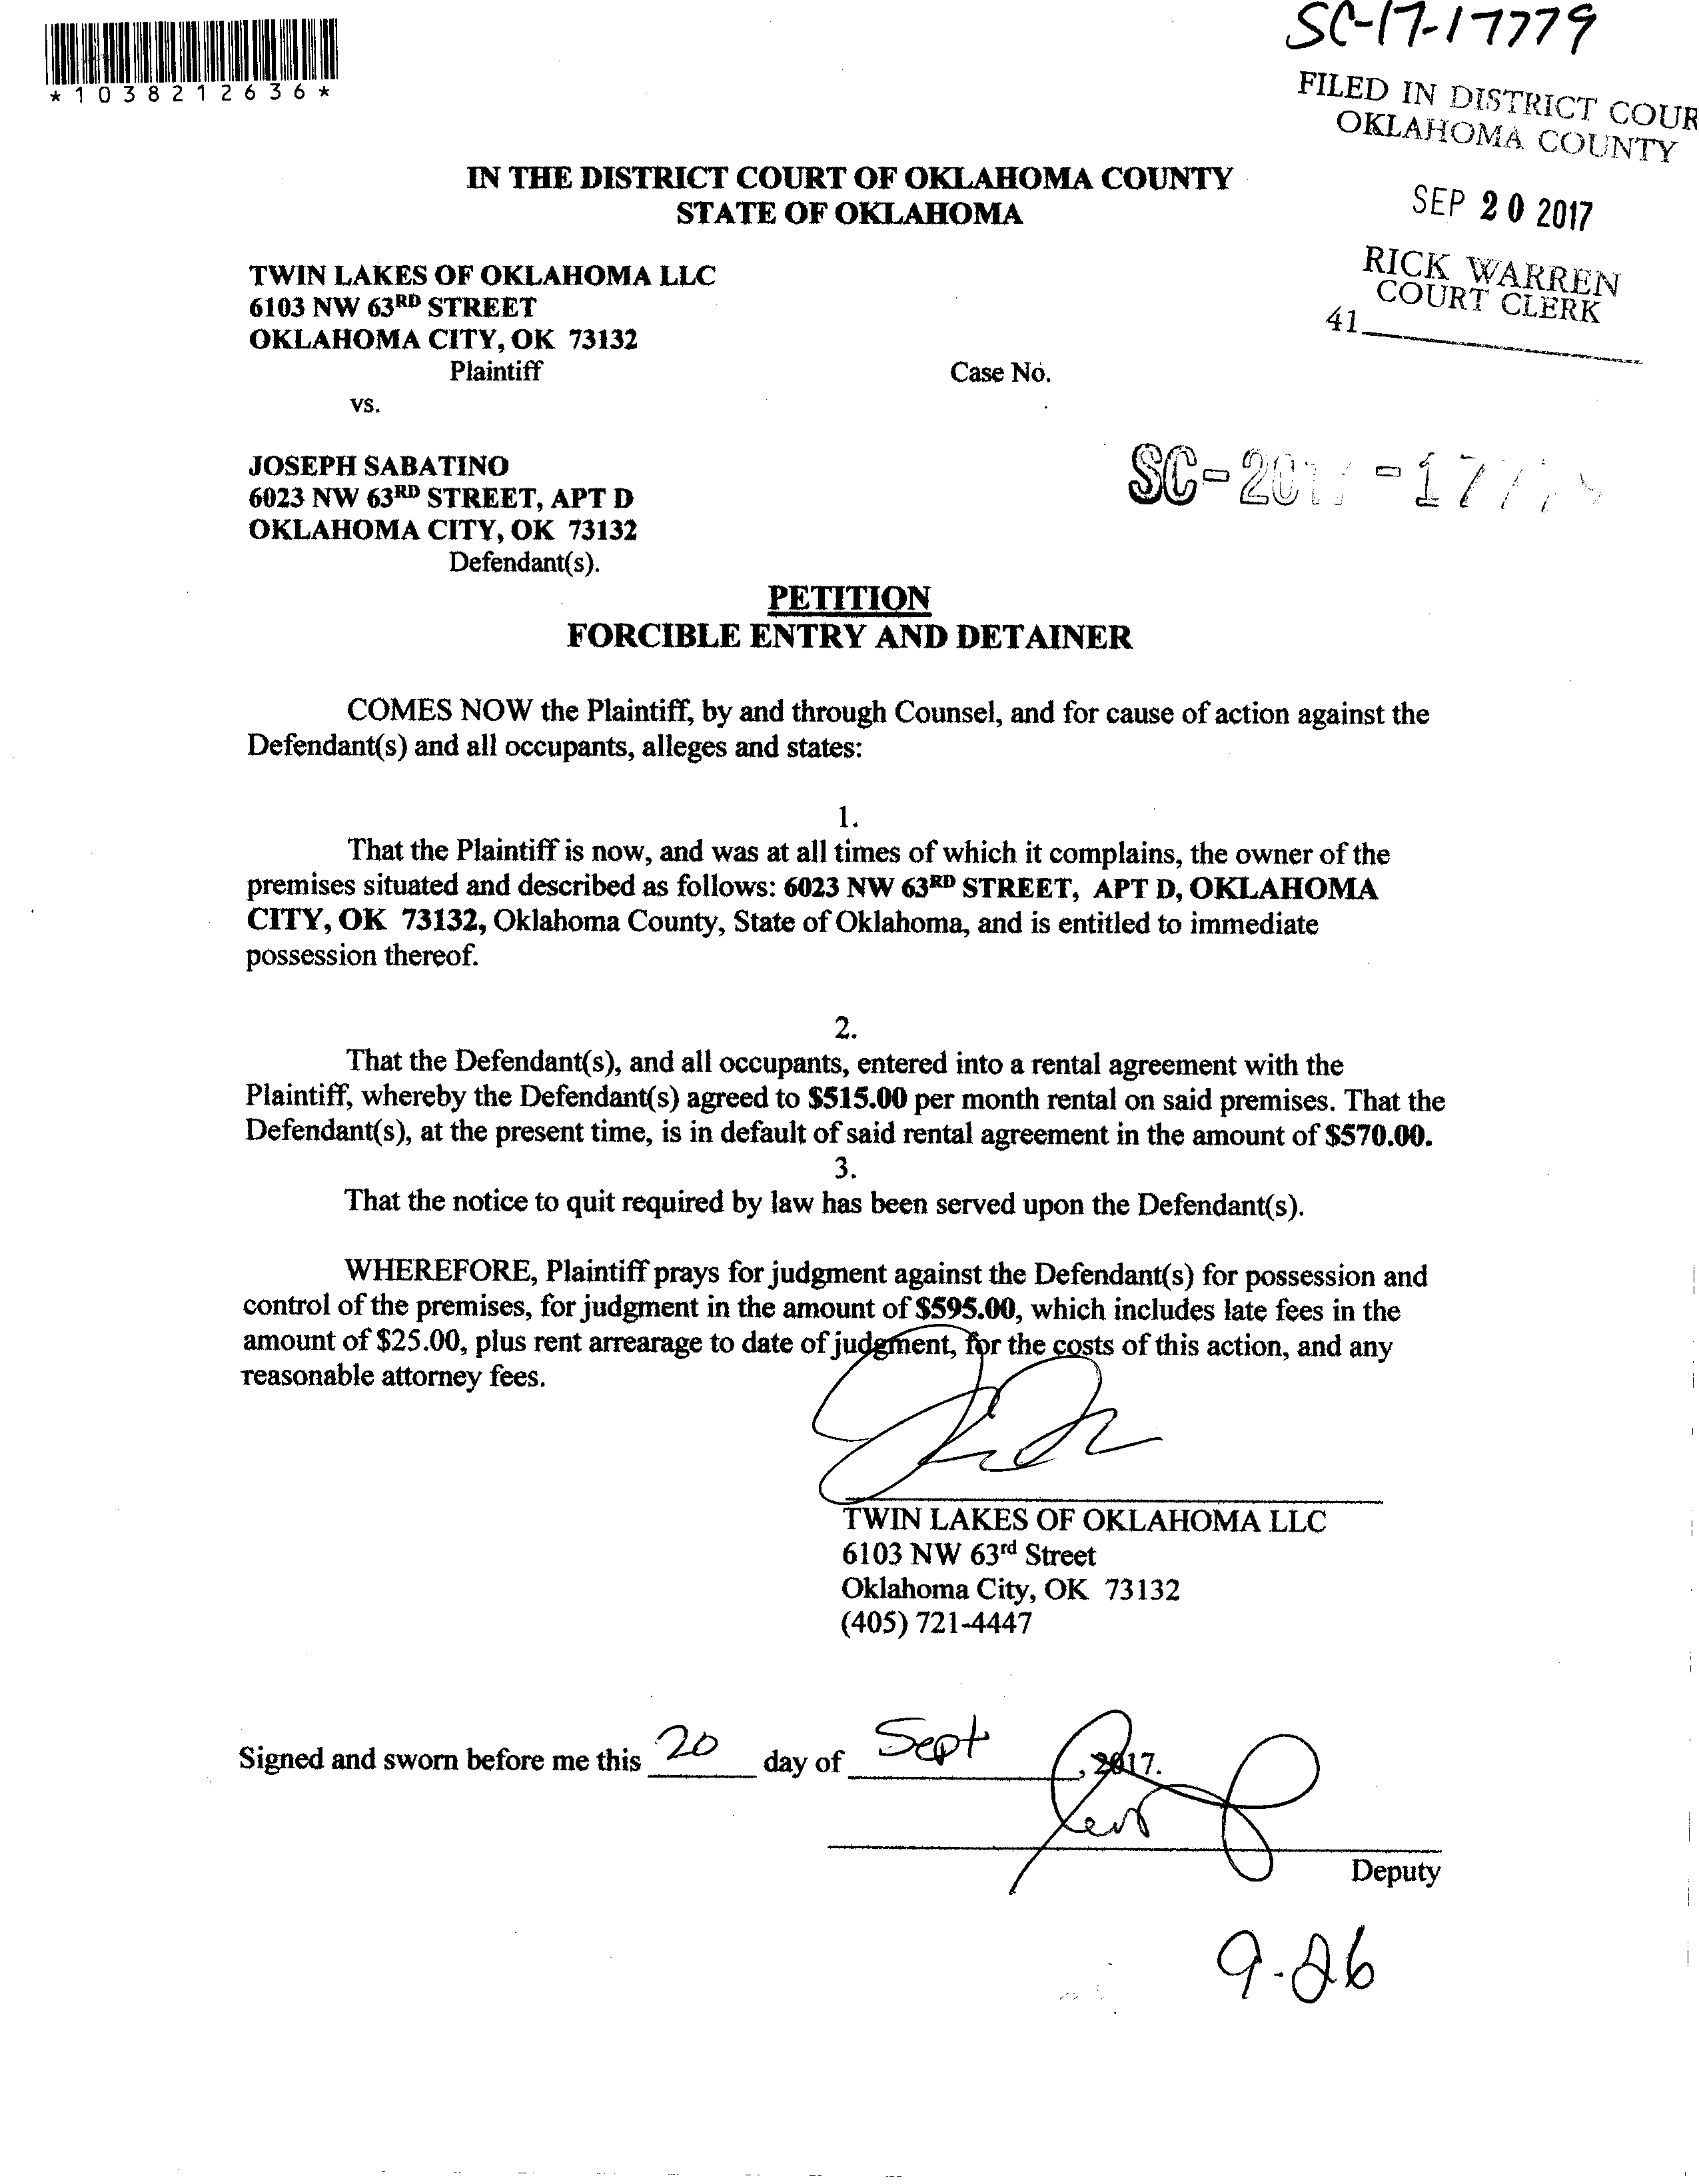 *1038212636*
SC-17-17779
FILED IN DISTRICT COUR
OKLAHOMA COUNTY
SEP 20 2017
RICK WARREN
COURT CLERK
41
IN THE DISTRICT COURT OF OKLAHOMA COUNTY
STATE OF OKLAHOMA
TWIN LAKES OF OKLAHOMA LLC
6103 NW 63RD STREET
OKLAHOMA CITY, OK 73132
Plaintiff
Case No.
vs.
SC-201 -177
JOSEPH SABATINO
6023 NW 63RD STREET, APT D
OKLAHOMA CITY, OK 73132
Defendant(s).
PETITION
FORCIBLE ENTRY AND DETAINER
COMES NOW the Plaintiff, by and through Counsel, and for cause of action against the
Defendant(s) and all occupants, alleges and states:
1.
That the Plaintiff is now, and was at all times of which it complains, the owner of the
premises situated and described as follows: 6023 NW 63RD STREET, APT D, OKLAHOMA
CITY, OK 73132, Oklahoma County, State of Oklahoma, and is entitled to immediate
possession thereof.
2.
That the Defendant(s), and all occupants, entered into a rental agreement with the
Plaintiff, whereby the Defendant(s) agreed to $515.00 per month rental on said premises. That the
Defendant(s), at the present time, is in default of said rental agreement in the amount of $570.00.
3.
That the notice to quit required by law has been served upon the Defendant(s).
WHEREFORE, Plaintiff prays for judgment against the Defendant(s) for possession and
control of the premises, for judgment in the amount of $595.00, which includes late fees in the
amount of $25.00, plus rent arrearage to date of judgment, for the costs of this action, and any
reasonable attorney fees.
TWIN LAKES OF OKLAHOMA LLC
6103 NW 63rd Street
Oklahoma City, OK 73132
(405) 721-4447
Signed and sworn before me this 20 day of Sept, 2017.
Deputy
9-26